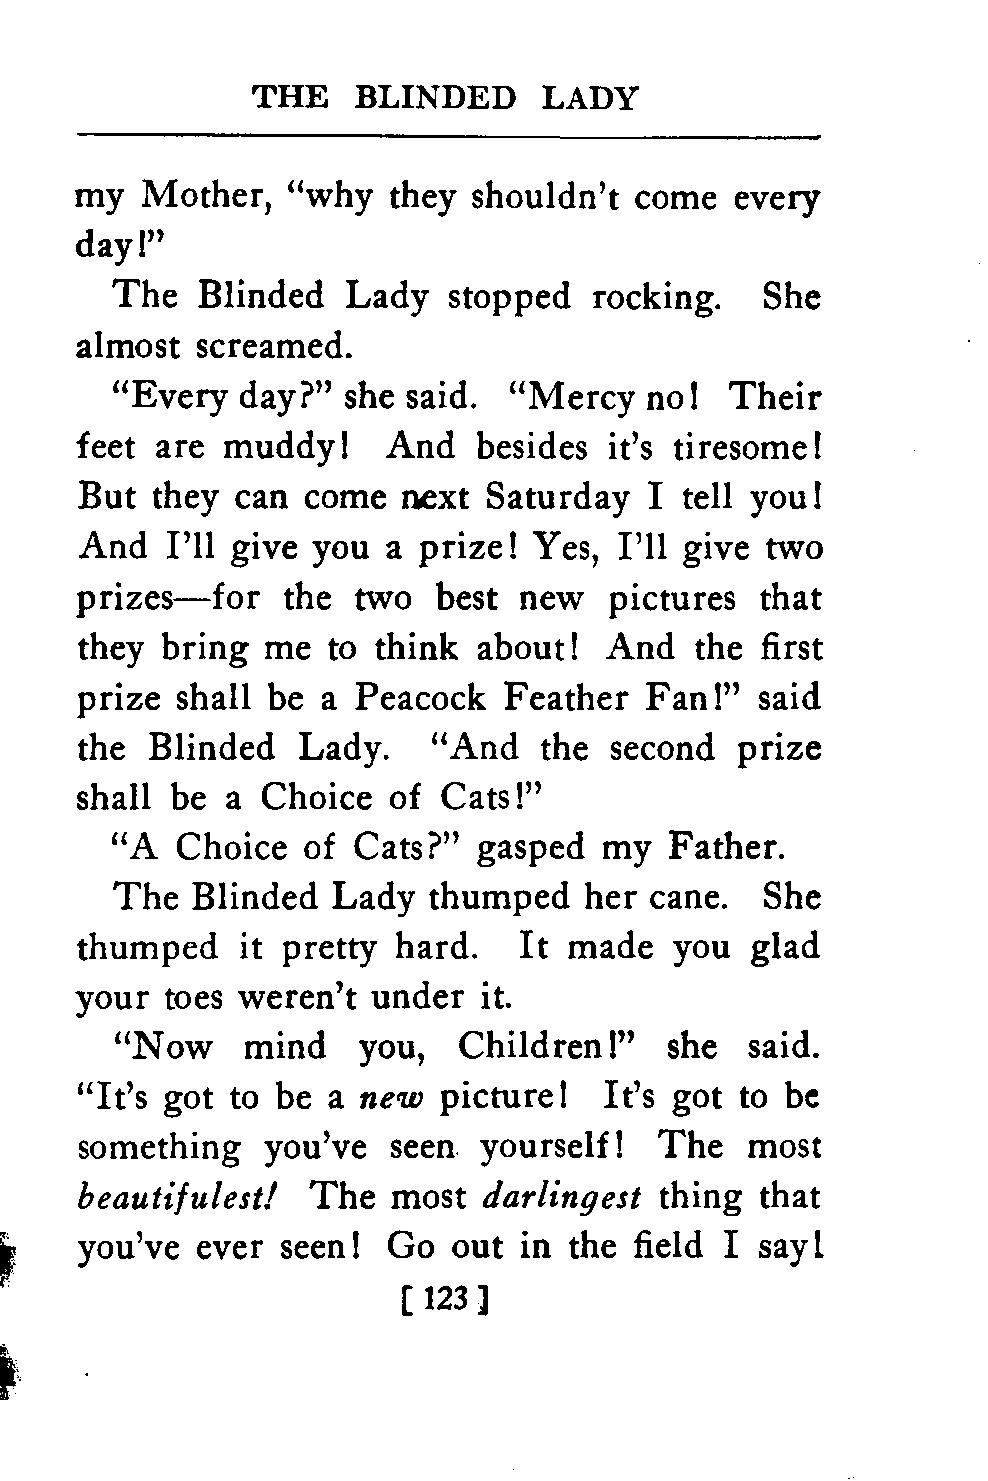 THE BLINDED LADY
my Mother, “why they shouldn’t come every
day!”
The Blinded Lady stopped rocking. She
almost screamed.
“Every day?” she said. “Mercy no! Their
feet are muddy! And besides it’s tiresome!
But they can come next Saturday I tell you!
And I’ll give you a prize! Yes, I’ll give two
prizes—for the two best new pictures that
they bring me to think about! And the first
prize shall be a Peacock Feather Fan!” said
the Blinded Lady. “And the second prize
shall be a Choice of Cats!”
“A Choice of Cats?” gasped my Father.
The Blinded Lady thumped her cane. She
thumped it pretty hard. It made you glad
your toes weren’t under it.
“Now mind you, Children!” she said.
“It’s got to be a new picture! It’s got to be
something you’ve seen yourself! The most
beautifulest! The most darlingest thing that
you’ve ever seen! Go out in the field I say!
[ 123 ]